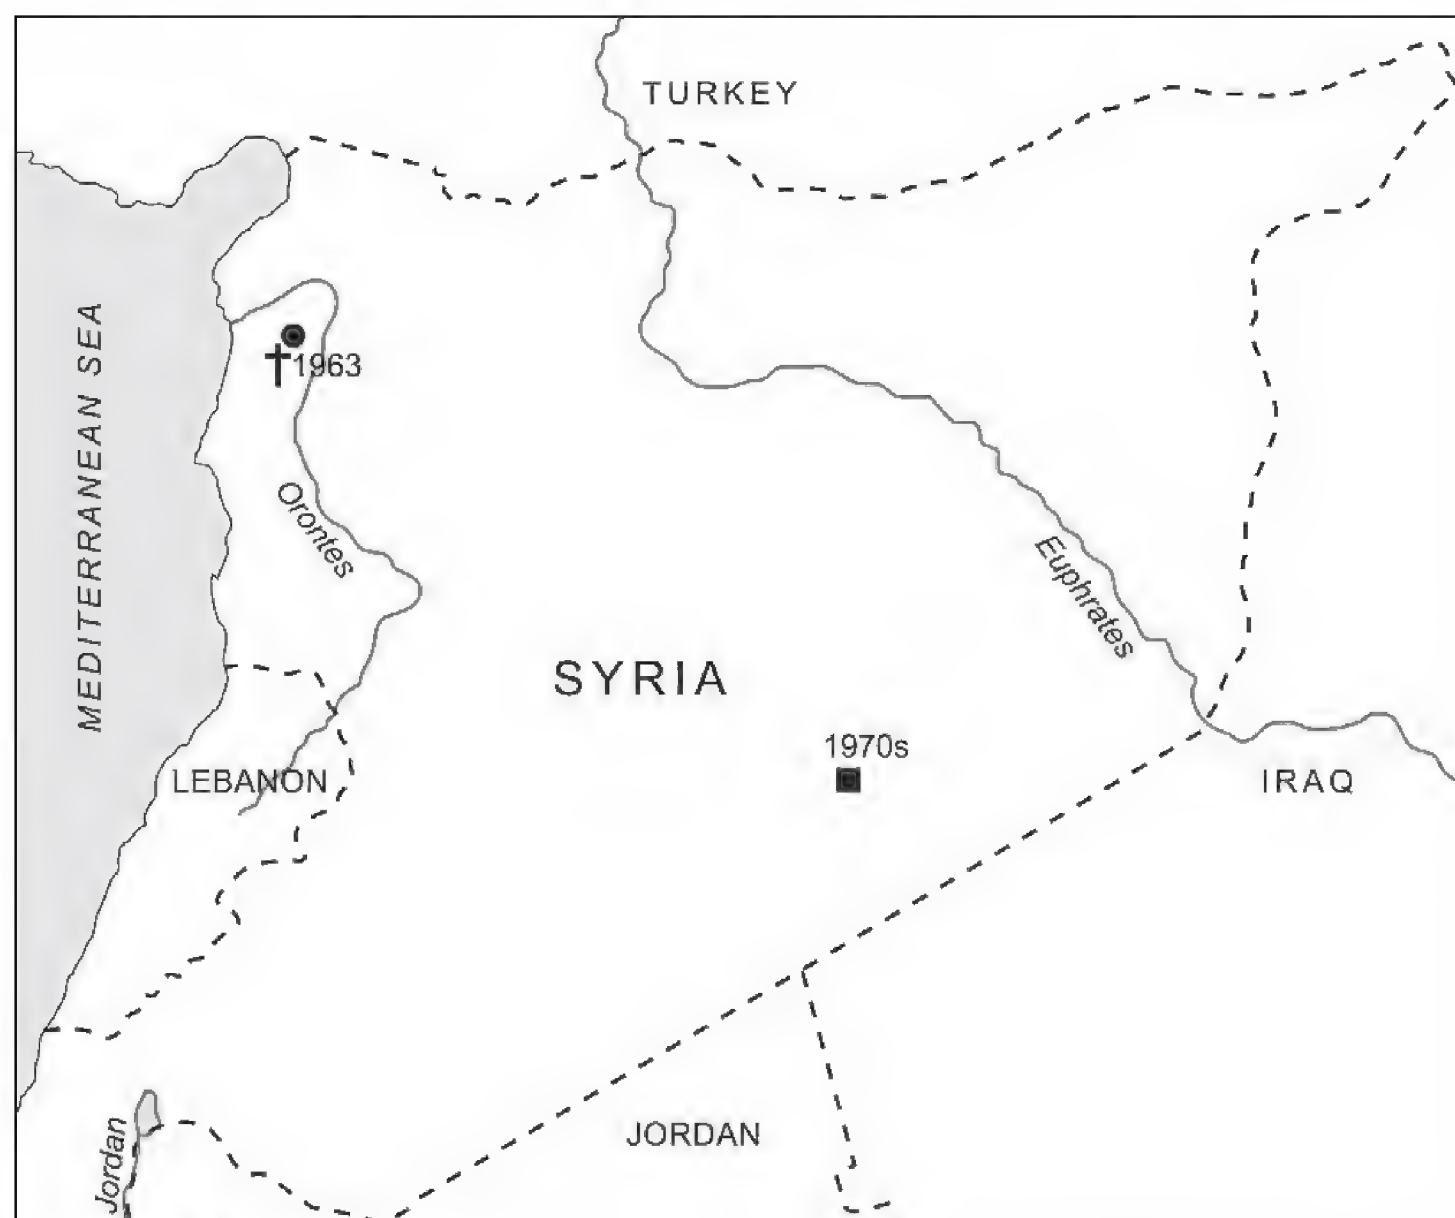 TURKEY
MEDITERRANEAN SEA
†1963
Orontes
Euphrates
SYRIA
1970s
LEBANON
IRAQ
JORDAN
Jordan